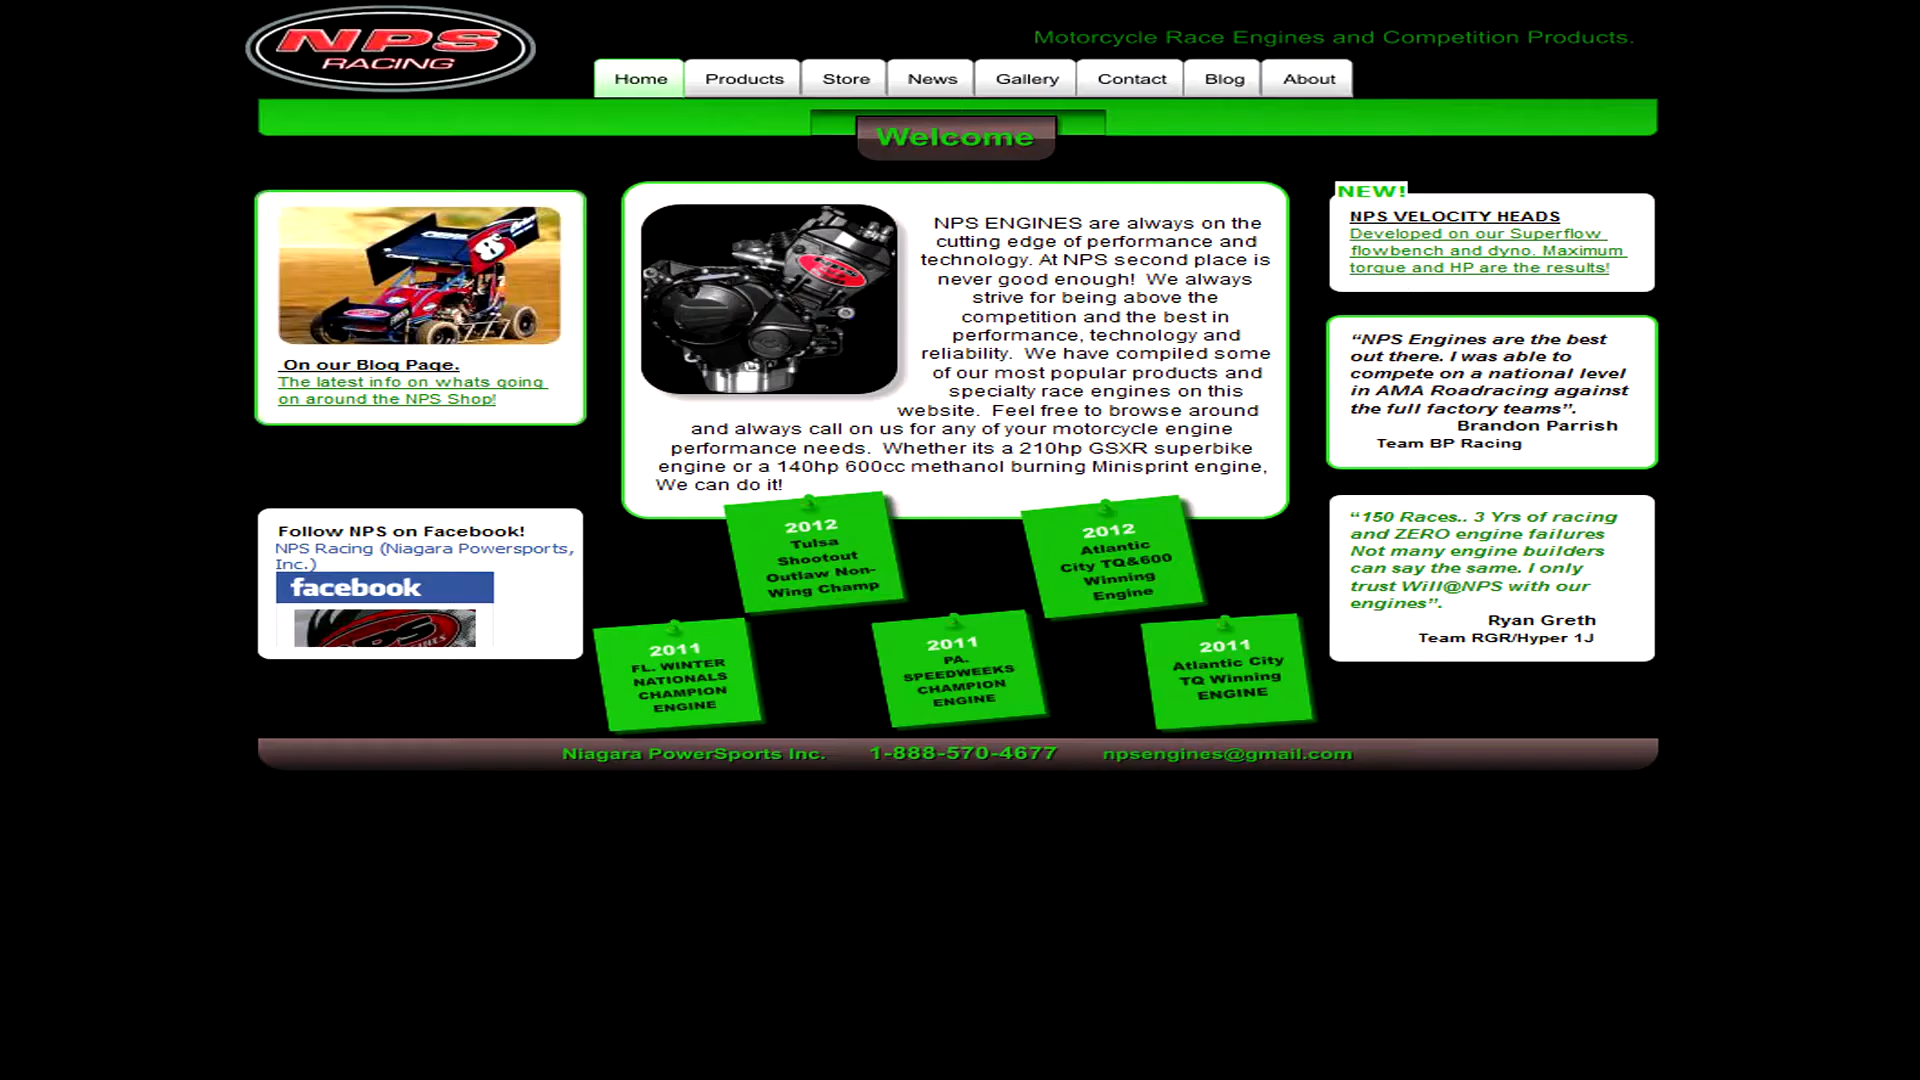 NPS
RACING
Motorcycle Race Engines and Competition Products.
Home
Products
Store
News
Gallery
Contact
Blog
About
Welcome
On our Blog Page.
The latest info on whats going
on around the NPS Shop!
Follow NPS on Facebook!
NPS Racing (Niagara Powersports,
Inc.)
facebook
NPS ENGINES are always on the
cutting edge of performance and
technology. At NPS second place is
never good enough!  We always
strive for being above the
competition and the best in
performance, technology and
reliability.  We have compiled some
of our most popular products and
specialty race engines on this
website.  Feel free to browse around
and always call on us for any of your motorcycle engine
performance needs.  Whether its a 210hp GSXR superbike
engine or a 140hp 600cc methanol burning Minisprint engine,
We can do it!
2012
Tulsa
Shootout
Outlaw Non-
Wing Champ
2012
Atlantic
City TQ&600
Winning
Engine
2011
FL. WINTER
NATIONALS
CHAMPION
ENGINE
2011
PA.
SPEEDWEEKS
CHAMPION
ENGINE
2011
Atlantic City
TQ Winning
ENGINE
NEW!
NPS VELOCITY HEADS
Developed on our Superflow
flowbench and dyno. Maximum
torque and HP are the results!
“NPS Engines are the best
out there. I was able to
compete on a national level
in AMA Roadracing against
the full factory teams”.
Brandon Parrish
Team BP Racing
“150 Races.. 3 Yrs of racing
and ZERO engine failures
Not many engine builders
can say the same. I only
trust Will@NPS with our
engines”.
Ryan Greth
Team RGR/Hyper 1J
Niagara PowerSports Inc.
1-888-570-4677
npsengines@gmail.com